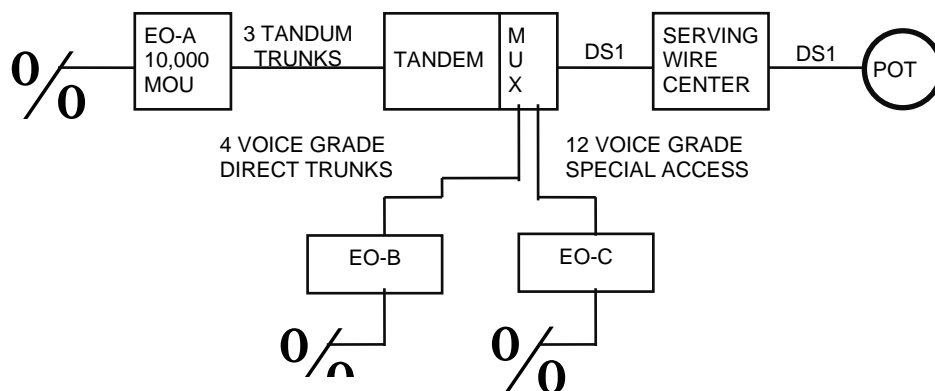 EO-A
10,000
MOU
3 TANDUM
TRUNKS
TANDEM
M
U
X
DS1
SERVING
WIRE
CENTER
DS1
POT
4 VOICE GRADE
DIRECT TRUNKS
12 VOICE GRADE
SPECIAL ACCESS
EO-B
EO-C